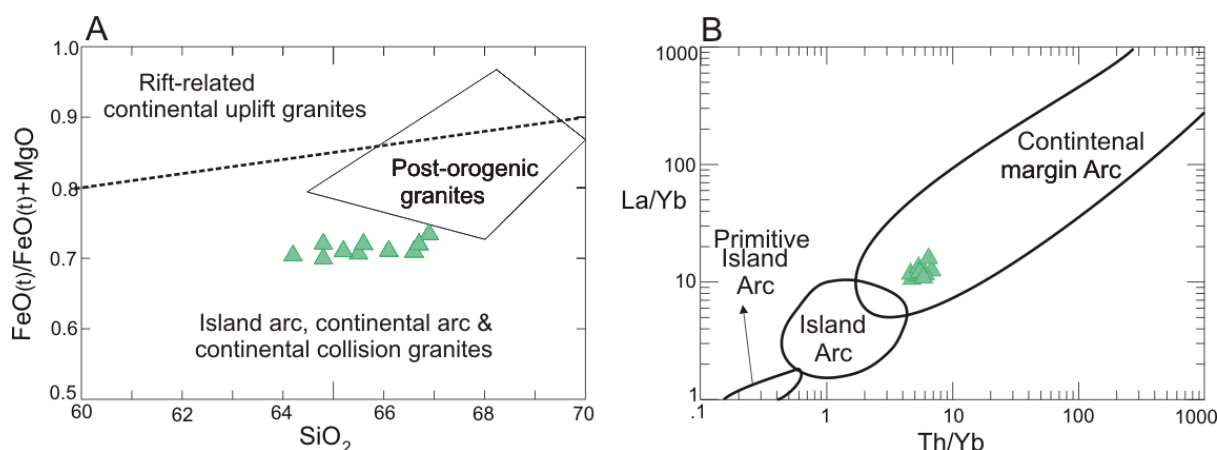 A
1.0
0.9
0.8
0.7
0.6
0.5
FeO(t)/FeO(t)+MgO
Rift-related
continental uplift granites
Post-orogenic
granites
Island arc, continental arc &
continental collision granites
60
62
64
66
68
70
SiO₂
B
1000
100
La/Yb
10
1
Contintenal
margin Arc
Primitive
Island
Arc
Island
Arc
.1
1
10
100
1000
Th/Yb